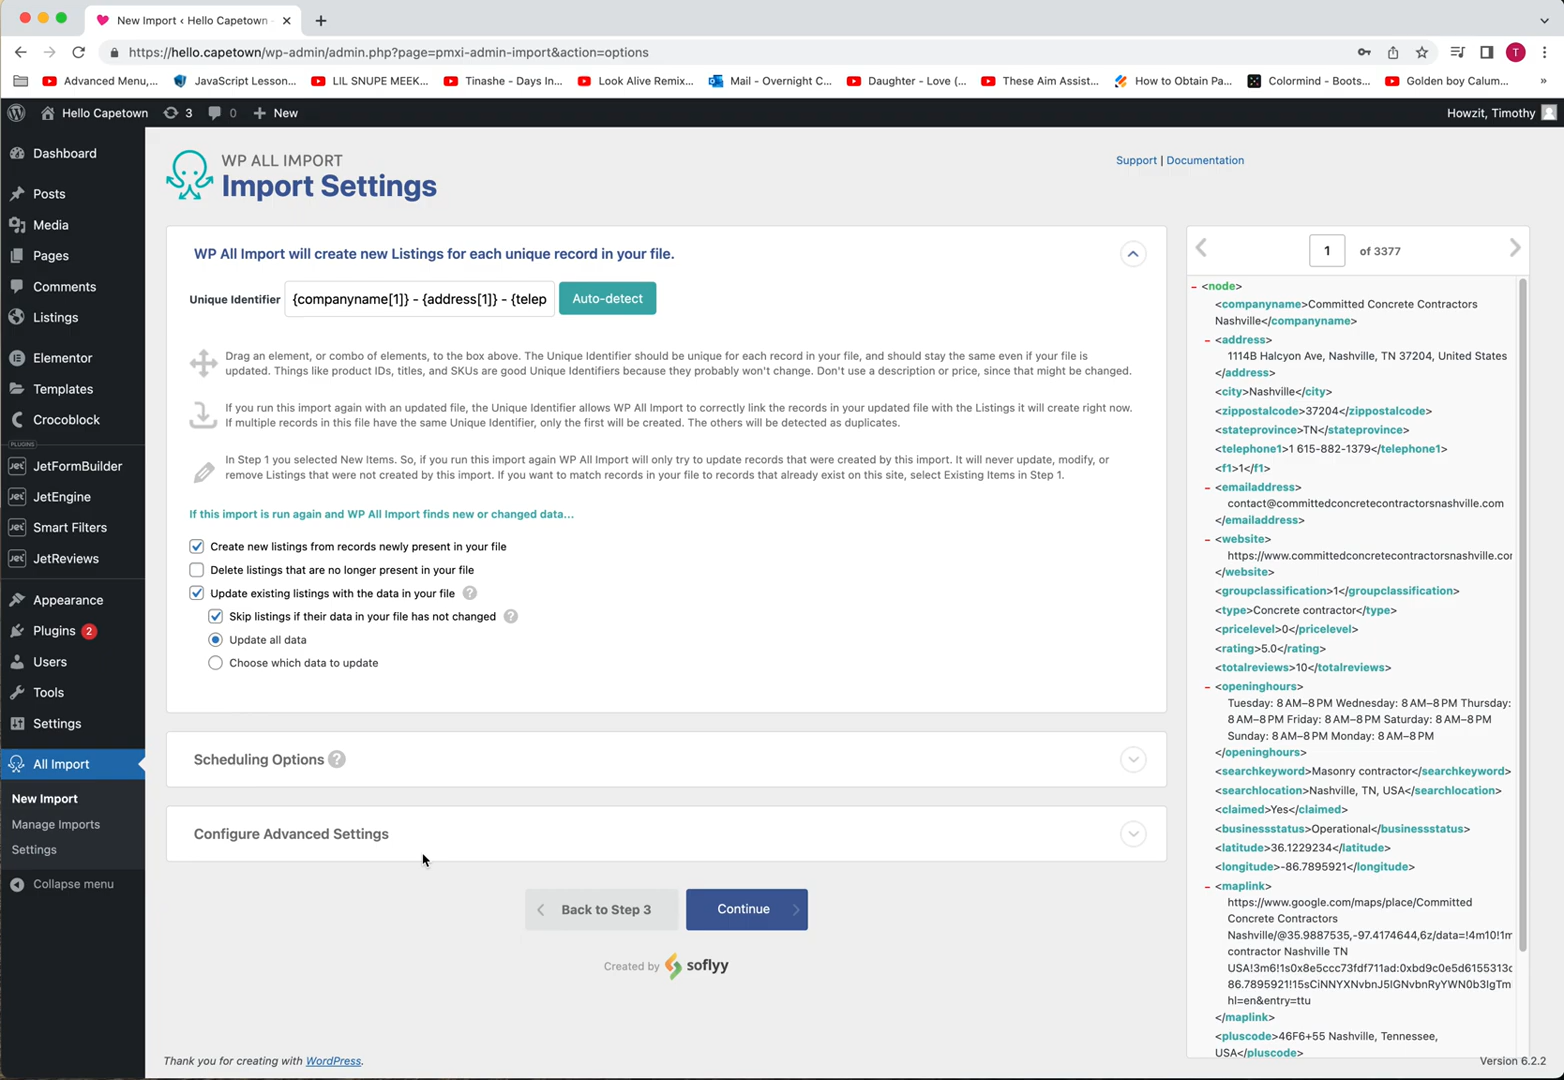 New Import ‹ Hello Capetown
https://hello.capetown/wp-admin/admin.php?page=pmxi-admin-import&action=options
T
Advanced Menu,...
JavaScript Lesson...
LIL SNUPE MEEK...
Tinashe - Days In...
Look Alive Remix...
Mail - Overnight C...
Daughter - Love (...
These Aim Assist...
How to Obtain Pa...
Colormind - Boots...
Golden boy Calum...
»
Hello Capetown
3
0
+ New
Howzit, Timothy
Dashboard
Posts
Media
Pages
Comments
Listings
Elementor
Templates
Crocoblock
PLUGINS
JetFormBuilder
JetEngine
Smart Filters
JetReviews
Appearance
Plugins 2
Users
Tools
Settings
All Import
New Import
Manage Imports
Settings
Collapse menu
WP ALL IMPORT
Import Settings
Support | Documentation
WP All Import will create new Listings for each unique record in your file.
Unique Identifier
{companyname[1]} - {address[1]} - {telep
Auto-detect
Drag an element, or combo of elements, to the box above. The Unique Identifier should be unique for each record in your file, and should stay the same even if your file is
updated. Things like product IDs, titles, and SKUs are good Unique Identifiers because they probably won't change. Don't use a description or price, since that might be changed.
If you run this import again with an updated file, the Unique Identifier allows WP All Import to correctly link the records in your updated file with the Listings it will create right now.
If multiple records in this file have the same Unique Identifier, only the first will be created. The others will be detected as duplicates.
In Step 1 you selected New Items. So, if you run this import again WP All Import will only try to update records that were created by this import. It will never update, modify, or
remove Listings that were not created by this import. If you want to match records in your file to records that already exist on this site, select Existing Items in Step 1.
If this import is run again and WP All Import finds new or changed data...
Create new listings from records newly present in your file
Delete listings that are no longer present in your file
Update existing listings with the data in your file ?
Skip listings if their data in your file has not changed ?
Update all data
Choose which data to update
Scheduling Options ?
Configure Advanced Settings
Back to Step 3
Continue
Created by soflyy
Thank you for creating with WordPress.
1 of 3377
<node>
<companyname>Committed Concrete Contractors
Nashville</companyname>
<address>
1114B Halcyon Ave, Nashville, TN 37204, United States
</address>
<city>Nashville</city>
<zippostalcode>37204</zippostalcode>
<stateprovince>TN</stateprovince>
<telephone1>1 615-882-1379</telephone1>
<f1>1</f1>
<emailaddress>
contact@committedconcretecontractorsnashville.com
</emailaddress>
<website>
https://www.committedconcretecontractorsnashville.cor
</website>
<groupclassification>1</groupclassification>
<type>Concrete contractor</type>
<pricelevel>0</pricelevel>
<rating>5.0</rating>
<totalreviews>10</totalreviews>
<openinghours>
Tuesday: 8 AM–8 PM Wednesday: 8 AM–8 PM Thursday:
8 AM–8 PM Friday: 8 AM–8 PM Saturday: 8 AM–8 PM
Sunday: 8 AM–8 PM Monday: 8 AM–8 PM
</openinghours>
<searchkeyword>Masonry contractor</searchkeyword>
<searchlocation>Nashville, TN, USA</searchlocation>
<claimed>Yes</claimed>
<businessstatus>Operational</businessstatus>
<latitude>36.1229234</latitude>
<longitude>-86.7895921</longitude>
<maplink>
https://www.google.com/maps/place/Committed
Concrete Contractors
Nashville/@35.9887535,-97.4174644,6z/data=!4m10!1m
contractor Nashville TN
USA!3m6!1s0x8e5ccc73fdf711ad:0xbd9c0e5d6155313c
86.7895921!15sCiNNYXNvbnJ5IGNvbnRyYWN0b3IgTm
hl=en&entry=ttu
</maplink>
<pluscode>46F6+55 Nashville, Tennessee,
USA</pluscode>
Version 6.2.2